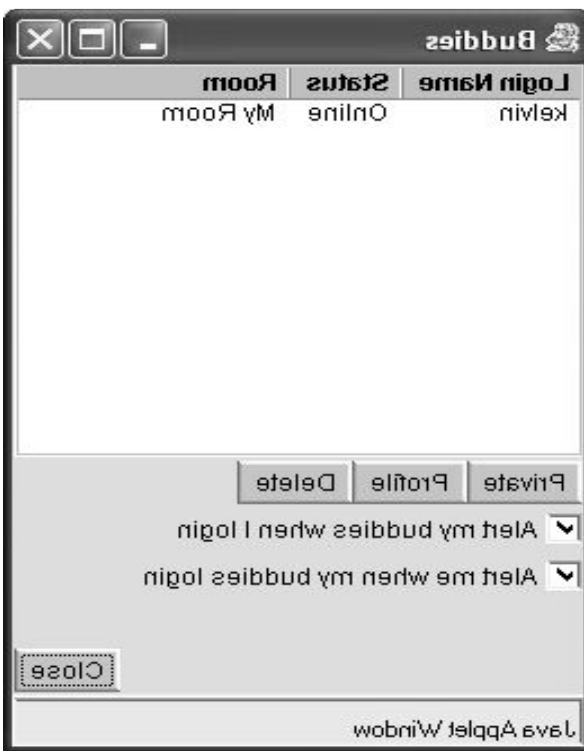 Buddies
Login Name Status Room
kelvin Online My Room
Private Profile Delete
Alert my buddies when I login
Alert me when my buddies login
Close
Java Applet Window